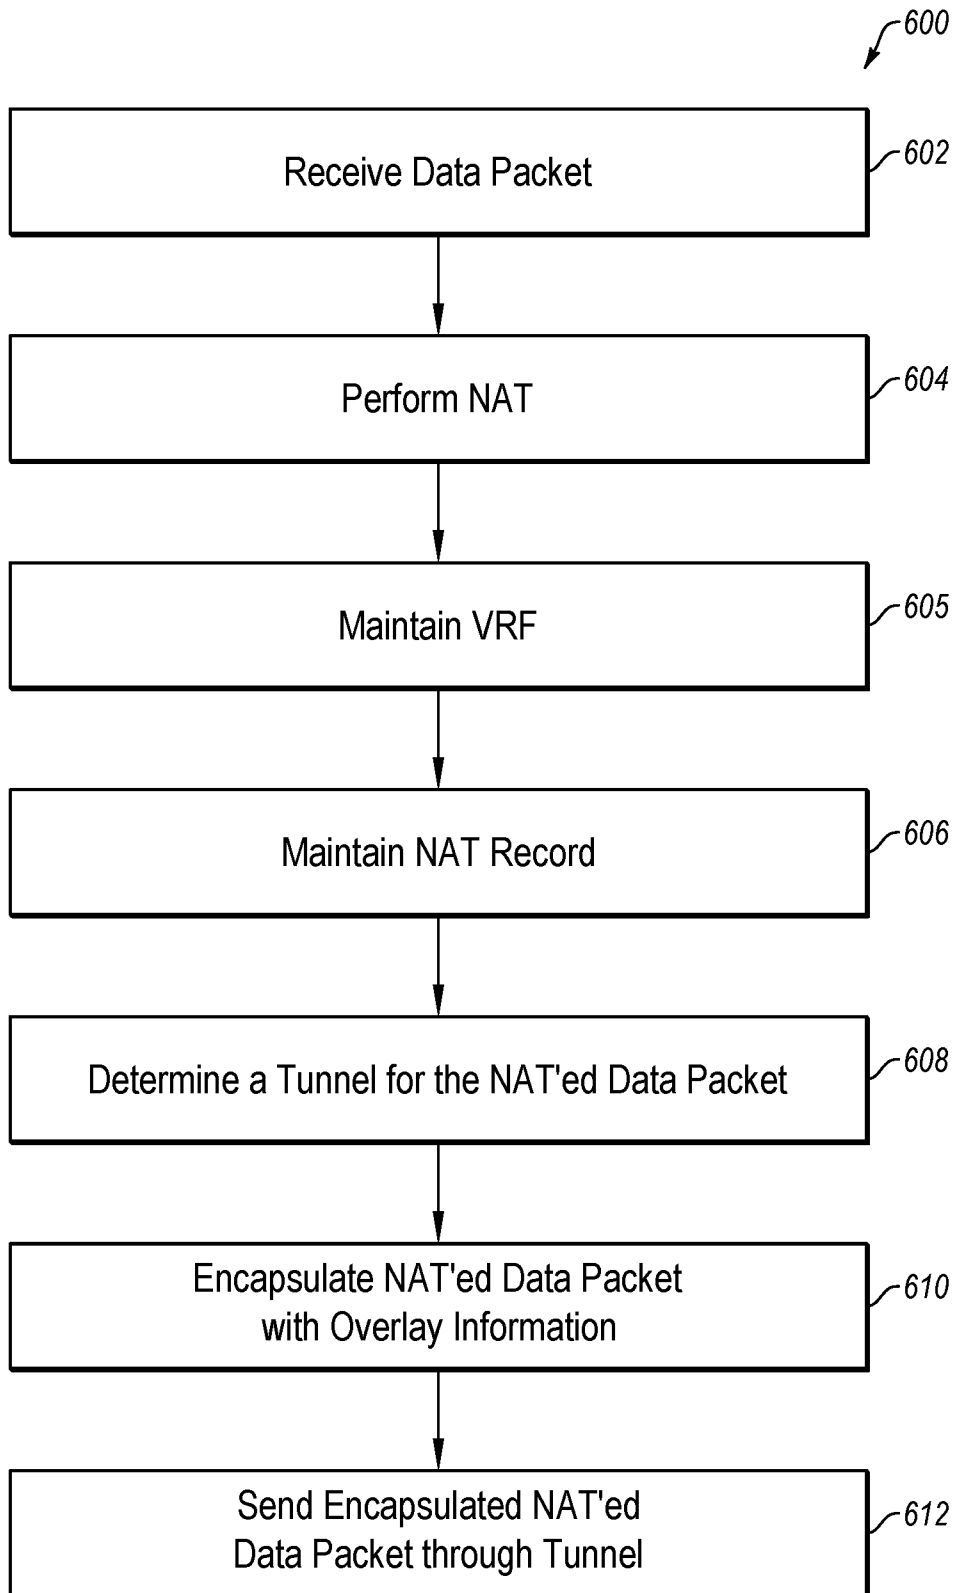 600
Receive Data Packet
602
Perform NAT
604
Maintain VRF
605
Maintain NAT Record
606
Determine a Tunnel for the NAT'ed Data Packet
608
Encapsulate NAT'ed Data Packet
with Overlay Information
610
Send Encapsulated NAT'ed
Data Packet through Tunnel
612